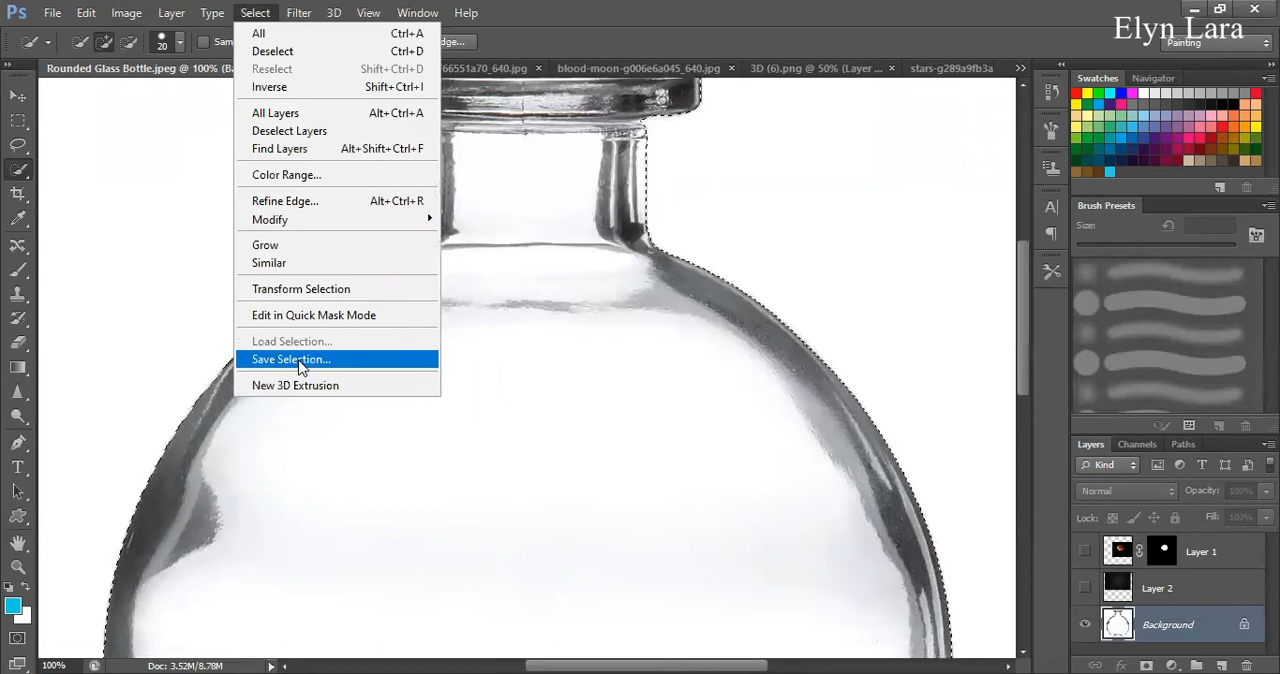 Ps File Edit Image Layer Type Select Filter 3D View Window Help
Elyn Lara
20
Painting
Rounded Glass Bottle.jpeg @ 100% 66551a70_640.jpg × blood-moon-g006e6a045_640.jpg × 3D (6).png @ 50% (Layer ... × stars-g289a9fb3a
All Ctrl+A
Deselect Ctrl+D
Reselect Shift+Ctrl+D
Inverse Shift+Ctrl+I
All Layers Alt+Ctrl+A
Deselect Layers
Find Layers Alt+Shift+Ctrl+F
Color Range...
Refine Edge... Alt+Ctrl+R
Modify
Grow
Similar
Transform Selection
Edit in Quick Mask Mode
Load Selection...
Save Selection...
New 3D Extrusion
Swatches Navigator
Brush Presets
Size:
Layers Channels Paths
Kind
Normal Opacity: 100%
Lock: Fill: 100%
Layer 1
Layer 2
Background
100% Doc: 3.52M/8.78M